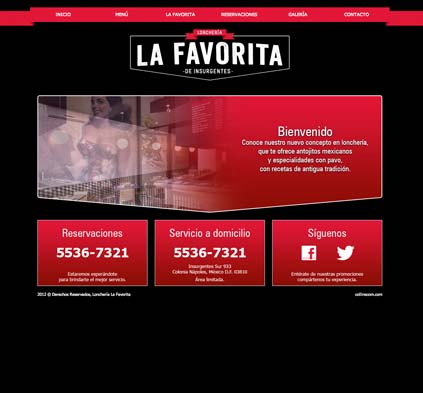 INICIO MENÚ LA FAVORITA RESERVACIONES GALERÍA CONTACTO
LONCHERÍA
LA FAVORITA
-DE INSURGENTES-
Bienvenido
Conoce nuestro nuevo concepto en lonchería,
que te ofrece antojitos mexicanos
y especialidades con pavo,
con recetas de antigua tradición.
Reservaciones
5536-7321
Estaremos esperándote
para brindarte el mejor servicio.
Servicio a domicilio
5536-7321
Insurgentes Sur 933
Colonia Nápoles, México D.F. 03810
Área limitada.
Síguenos
Entérate de nuestras promociones
compártenos tu experiencia.
2012 © Derechos Reservados, Lonchería La Favorita
collinscom.com